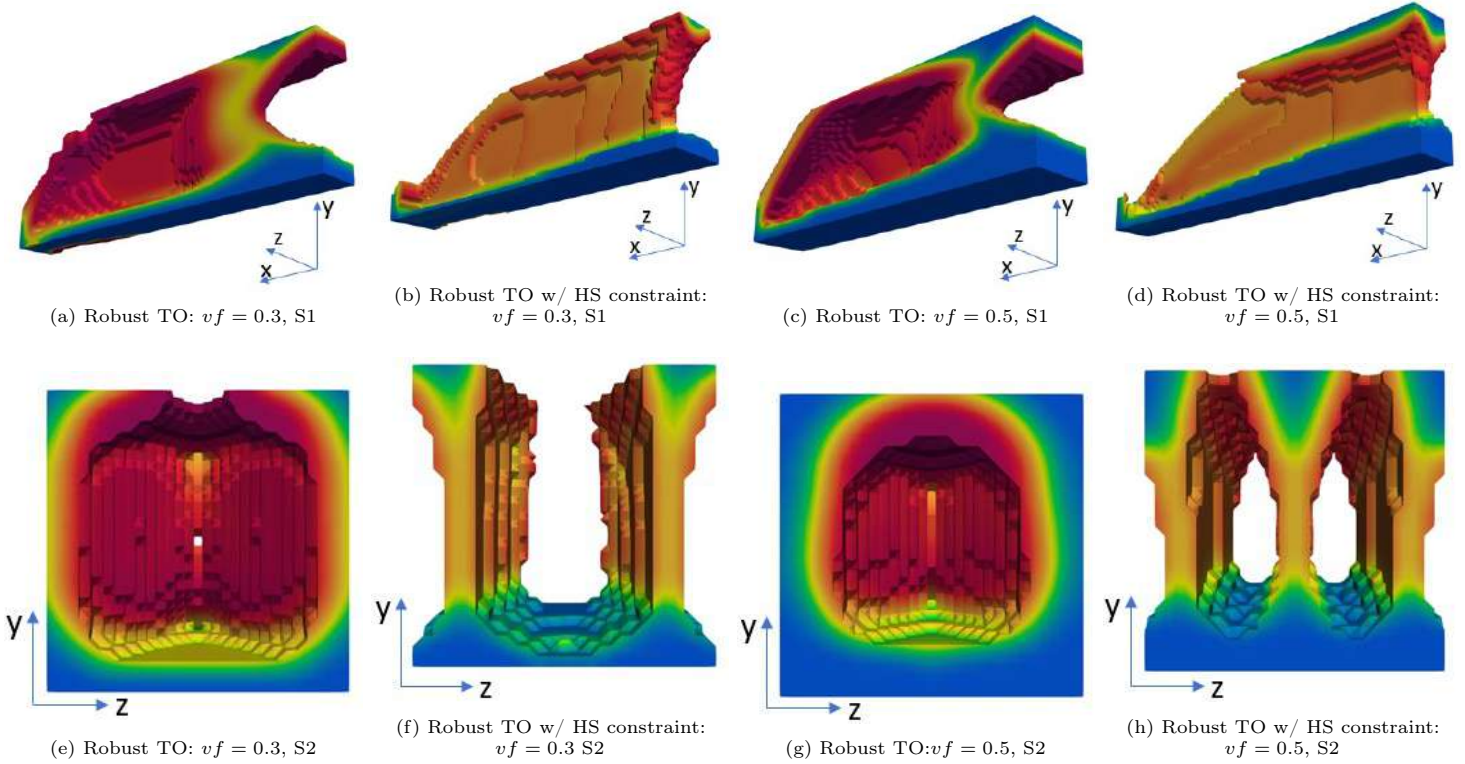 y
z
x
y
z
x
y
z
x
y
z
x
(a) Robust TO: vf = 0.3, S1
(b) Robust TO w/ HS constraint:
vf = 0.3, S1
(c) Robust TO: vf = 0.5, S1
(d) Robust TO w/ HS constraint:
vf = 0.5, S1
y
z
y
z
y
z
y
z
(e) Robust TO: vf = 0.3, S2
(f) Robust TO w/ HS constraint:
vf = 0.3 S2
(g) Robust TO:vf = 0.5, S2
(h) Robust TO w/ HS constraint:
vf = 0.5, S2